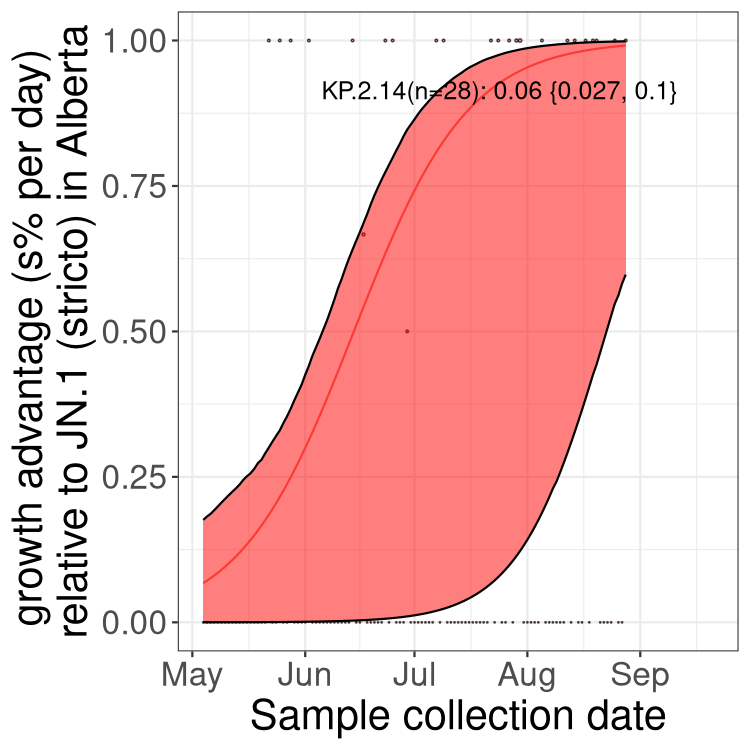 growth advantage (s% per day)
relative to JN.1 (stricto) in Alberta
1.00
0.75
0.50
0.25
0.00
KP.2.14(n=28): 0.06 {0.027, 0.1}
May Jun Jul Aug Sep
Sample collection date